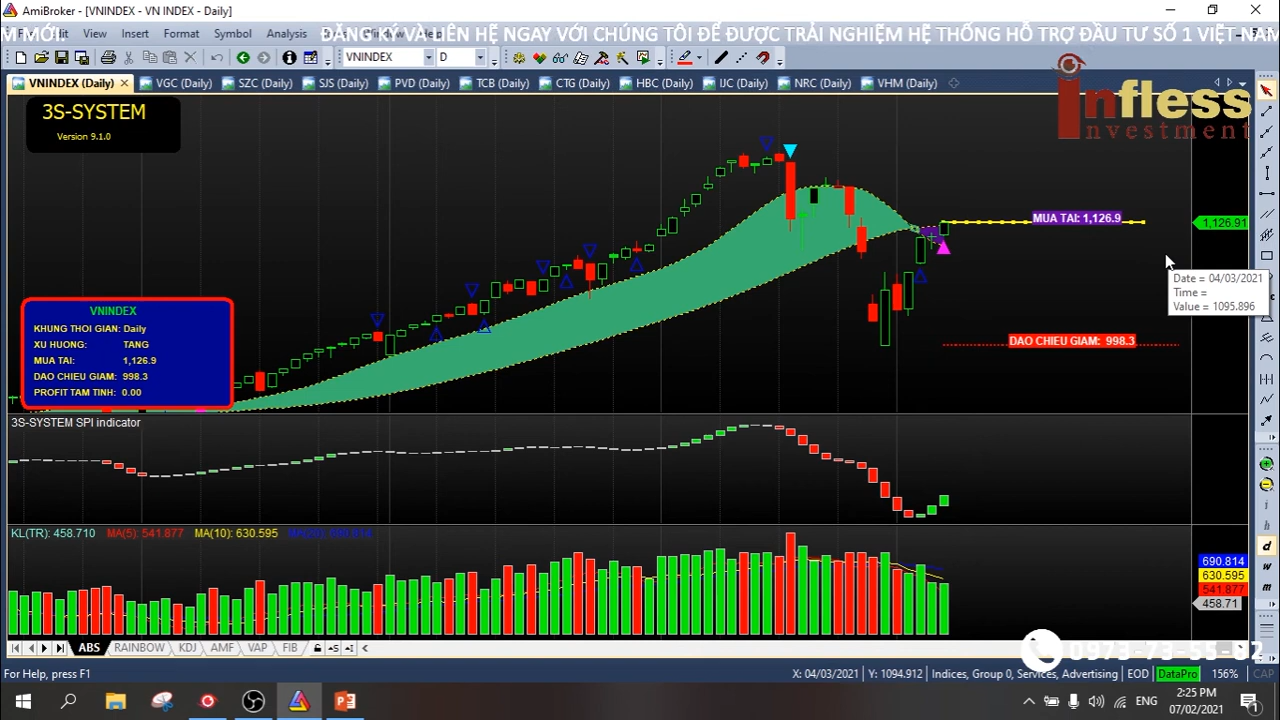 AmiBroker - [VNINDEX - VN INDEX - Daily]
M MỚI. ĐĂNG KÝ VÀ LIÊN HỆ NGAY VỚI CHÚNG TÔI ĐỂ ĐƯỢC TRẢI NGHIỆM HỆ THỐNG HỖ TRỢ ĐẦU TƯ SỐ 1 VIỆT NAM
View Insert Format Symbol Analysis
VNINDEX D
VNINDEX (Daily) VGC (Daily) SZC (Daily) SJS (Daily) PVD (Daily) TCB (Daily) CTG (Daily) HBC (Daily) IJC (Daily) NRC (Daily) VHM (Daily)
3S-SYSTEM
Version 9.1.0
Infless
investment
MUA TAI: 1,126.9
1,126.91
Date = 04/03/2021
Time =
Value = 1095.896
VNINDEX
KHUNG THOI GIAN: Daily
XU HUONG: TANG
MUA TAI: 1,126.9
DAO CHIEU GIAM: 998.3
PROFIT TAM TINH: 0.00
DAO CHIEU GIAM: 998.3
3S-SYSTEM SPI indicator
KL(TR): 458.710 MA(5): 541.877 MA(10): 630.595
690.814
630.595
541.877
458.71
ABS RAINBOW KDJ AMF VAP FIB
0973-73-55-82
For Help, press F1
X: 04/03/2021 Y: 1094.912 Indices, Group 0, Services, Advertising EOD DataPro 156% CAP
ENG
2:25 PM
07/02/2021